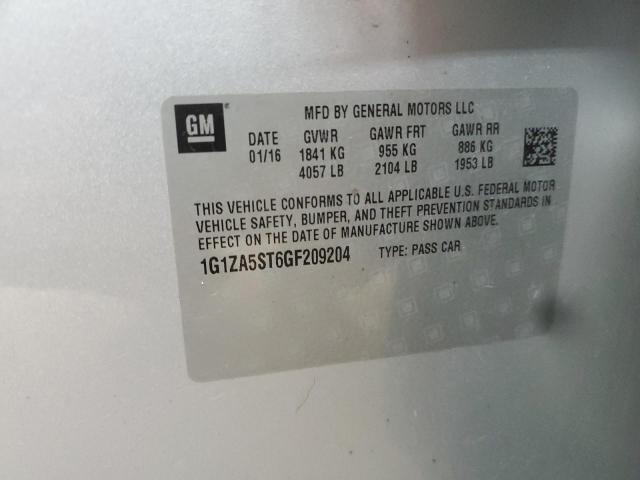 GM
MFD BY GENERAL MOTORS LLC
DATE GVWR GAWR FRT GAWR RR
01/16 1841 KG 955 KG 886 KG
4057 LB 2104 LB 1953 LB
THIS VEHICLE CONFORMS TO ALL APPLICABLE U.S. FEDERAL MOTOR
VEHICLE SAFETY, BUMPER, AND THEFT PREVENTION STANDARDS IN
EFFECT ON THE DATE OF MANUFACTURE SHOWN ABOVE.
1G1ZA5ST6GF209204 TYPE: PASS CAR